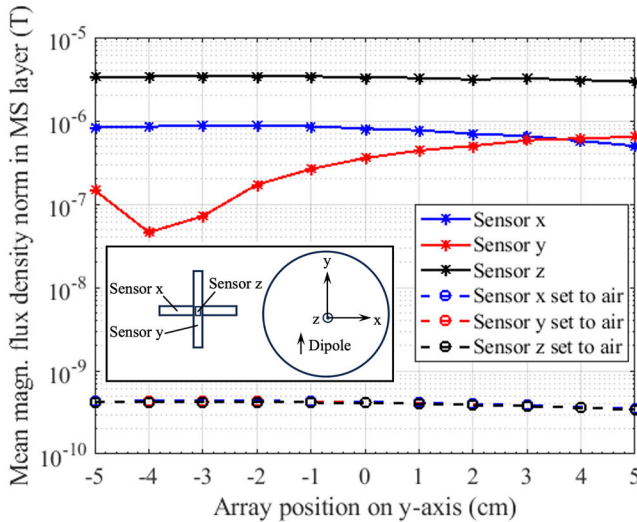 Mean magn. flux density norm in MS layer (T)
10^-5
10^-6
10^-7
10^-8
10^-9
10^-10
Sensor x
Sensor y
Sensor z
Sensor x set to air
Sensor y set to air
Sensor z set to air
Sensor x
Sensor z
Sensor y
y
z
x
Dipole
-5 -4 -3 -2 -1 0 1 2 3 4 5
Array position on y-axis (cm)